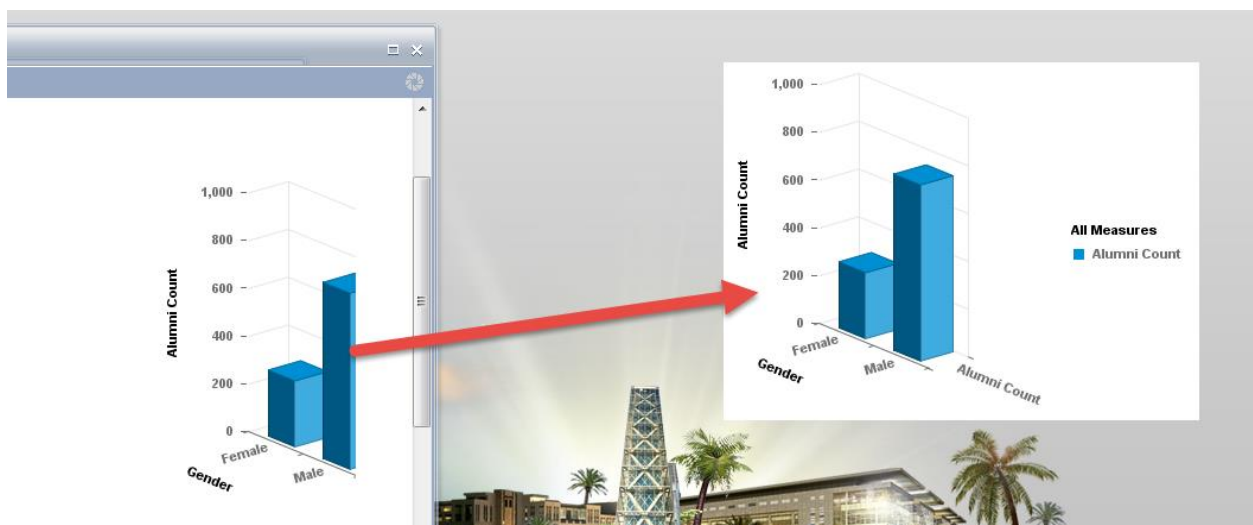 1,000
800
600
400
200
0
Alumni Count
Female
Male
Gender
1,000
800
600
400
200
0
Alumni Count
Female
Male
Gender
Alumni Count
All Measures
Alumni Count